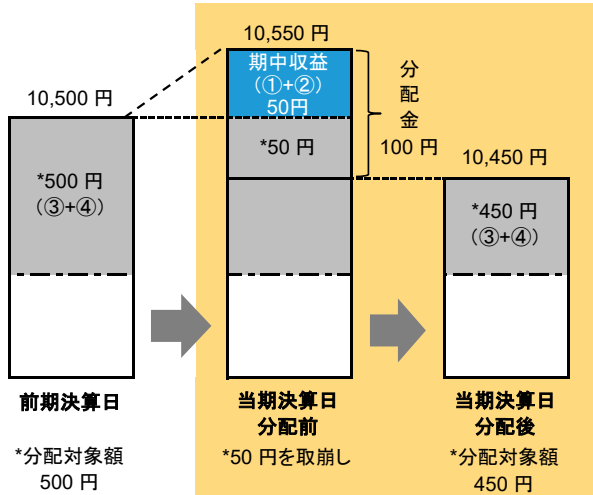 10,550 円
期中収益
（①+②）
50円
分
配
金
100 円
10,500 円
*50 円
10,450 円
*500 円
（③+④）
*450 円
（③+④）
前期決算日
当期決算日
分配前
当期決算日
分配後
*分配対象額
500 円
*50 円を取崩し
*分配対象額
450 円